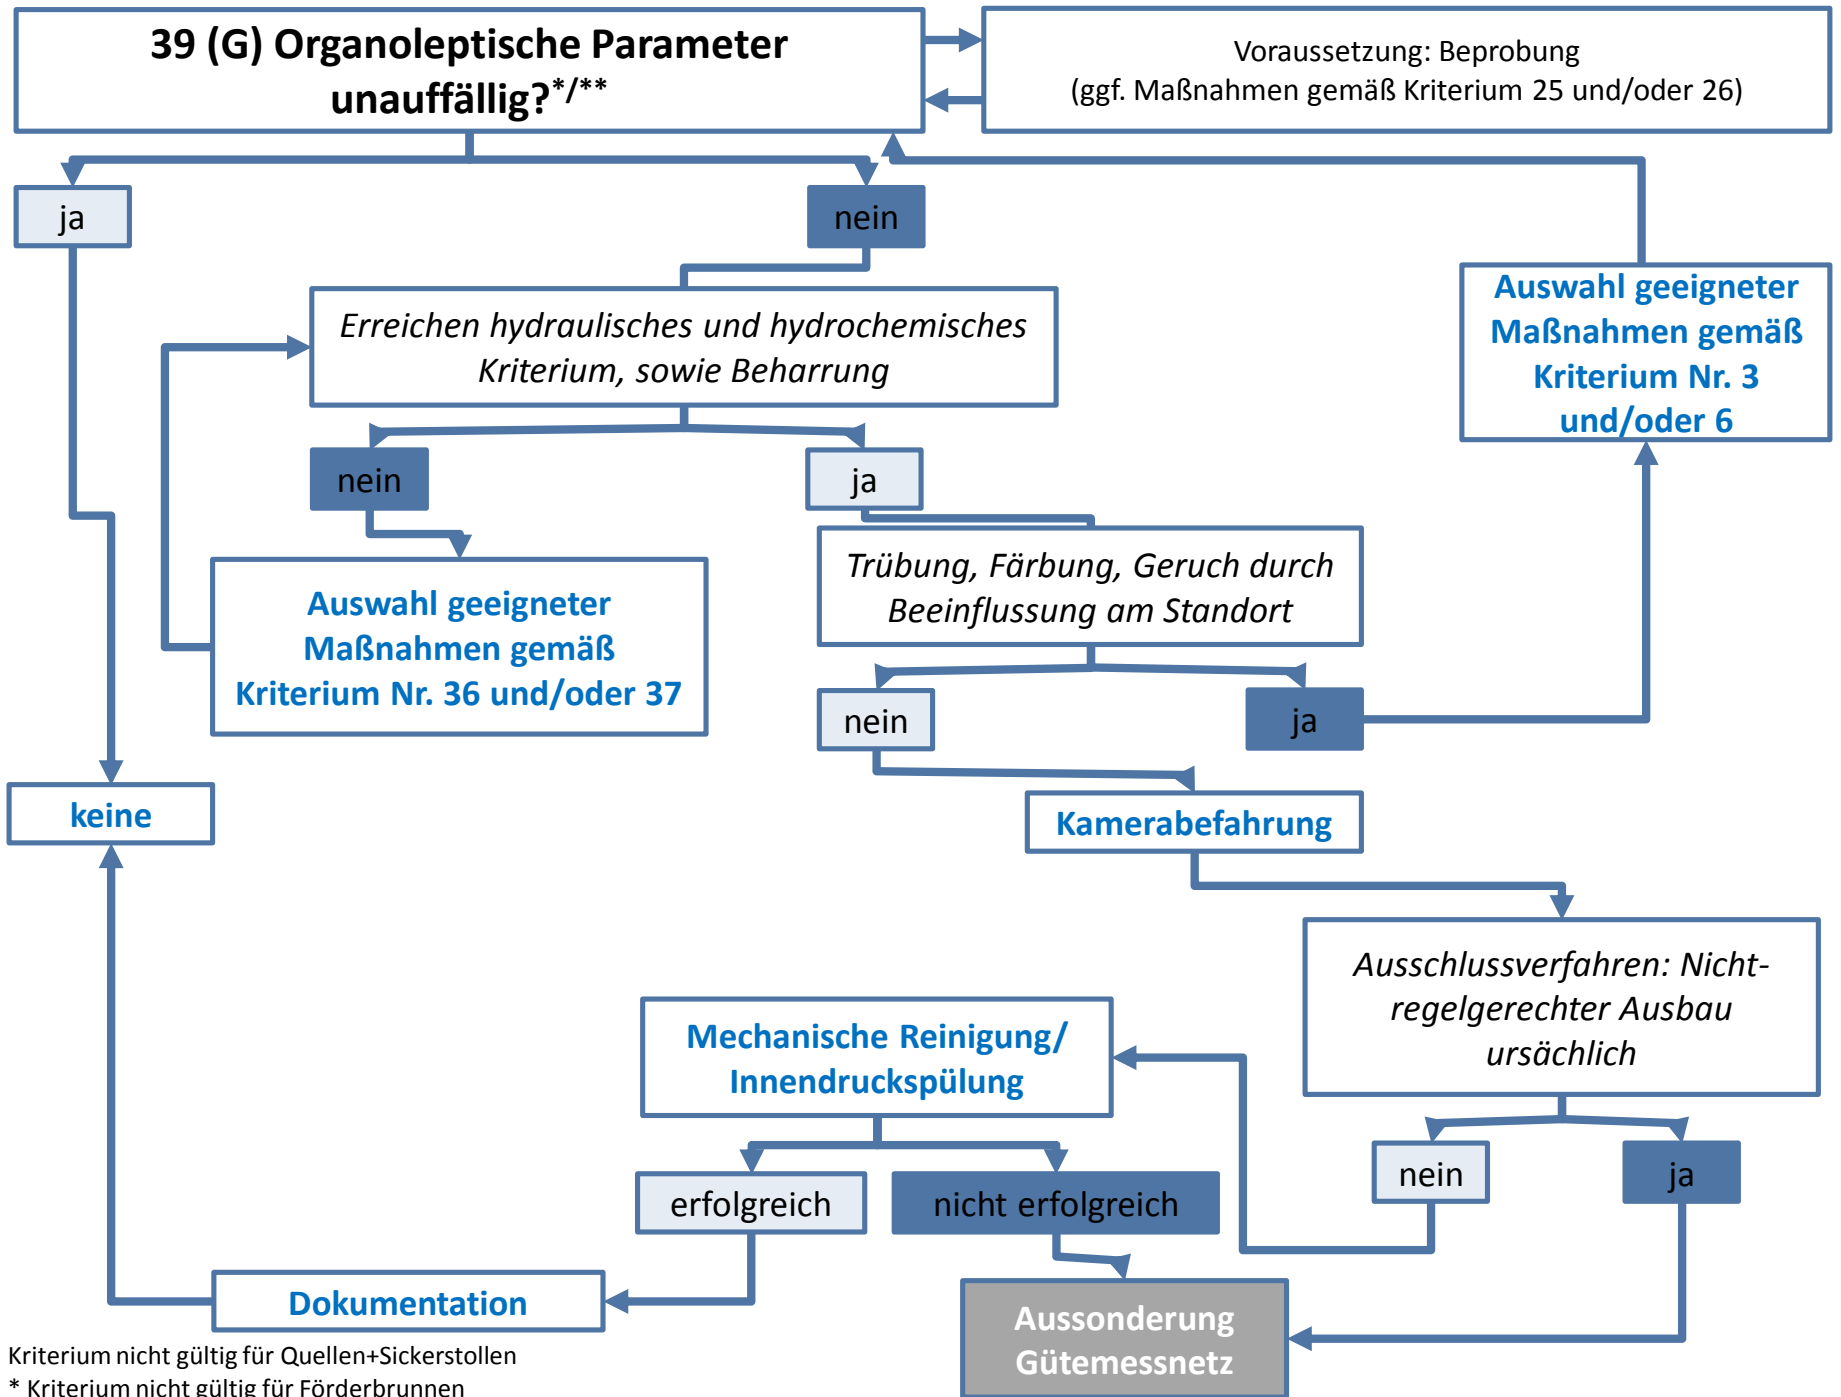 39 (G) Organoleptische Parameter
unauffällig?*/**
Voraussetzung: Beprobung
(ggf. Maßnahmen gemäß Kriterium 25 und/oder 26)
ja
nein
Erreichen hydraulisches und hydrochemisches
Kriterium, sowie Beharrung
Auswahl geeigneter
Maßnahmen gemäß
Kriterium Nr. 3
und/oder 6
nein
ja
Auswahl geeigneter
Maßnahmen gemäß
Kriterium Nr. 36 und/oder 37
Trübung, Färbung, Geruch durch
Beeinflussung am Standort
nein
ja
keine
Kamerabefahrung
Ausschlussverfahren: Nicht-
regelgerechter Ausbau
ursächlich
Mechanische Reinigung/
Innendruckspülung
nein
ja
erfolgreich
nicht erfolgreich
Dokumentation
Aussonderung
Gütemessnetz
Kriterium nicht gültig für Quellen+Sickerstollen
* Kriterium nicht gültig für Förderbrunnen